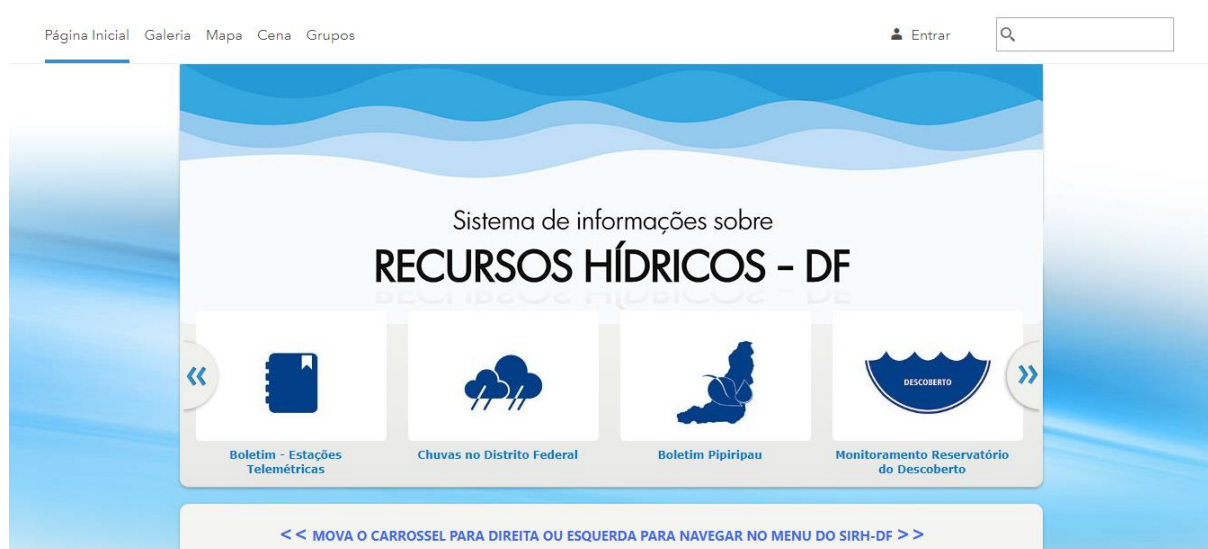 Página Inicial Galeria Mapa Cena Grupos Entrar
Sistema de informações sobre
RECURSOS HÍDRICOS – DF
DESCOBERTO
Boletim - Estações
Telemétricas
Chuvas no Distrito Federal
Boletim Pipiripau
Monitoramento Reservatório
do Descoberto
<< MOVA O CARROSSEL PARA DIREITA OU ESQUERDA PARA NAVEGAR NO MENU DO SIRH-DF >>